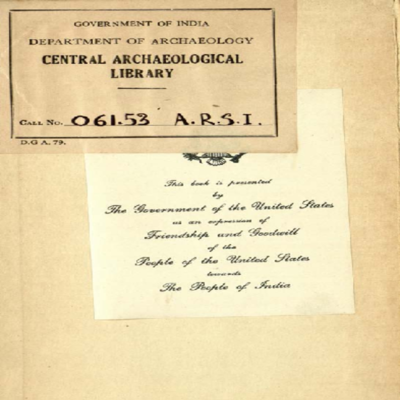 GOVERNMENT OF INDIA
DEPARTMENT OF ARCHAEOLOGY
CENTRAL ARCHAEOLOGICAL
LIBRARY
CALL No. 061.53 A.R.S.I.
D.G A. 79.
This book is presented
by
The Government of the United States
as an expression of
Friendship and Goodwill
of the
People of the United States
towards
The People of India